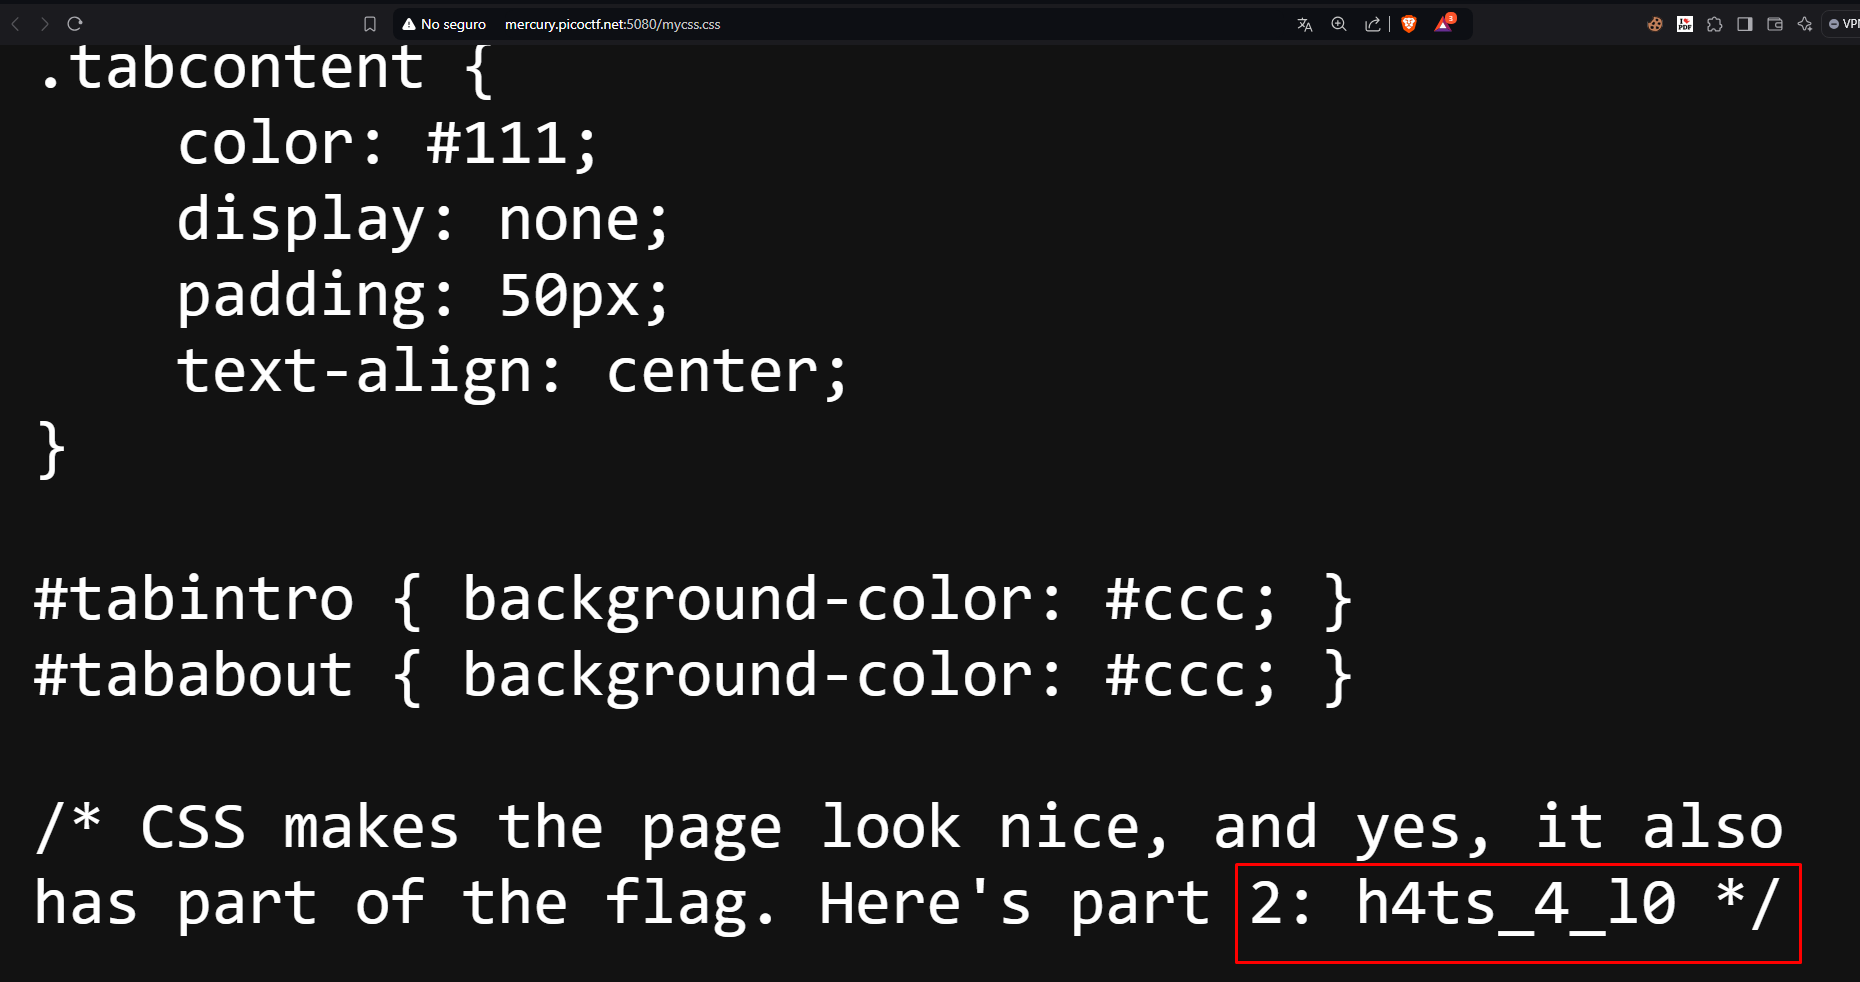 No seguro mercury.picoctf.net:5080/mycss.css 3 VPN
.tabcontent {
    color: #111;
    display: none;
    padding: 50px;
    text-align: center;
}
#tabintro { background-color: #ccc; }
#tababout { background-color: #ccc; }
/* CSS makes the page look nice, and yes, it also
has part of the flag. Here's part 2: h4ts_4_l0 */